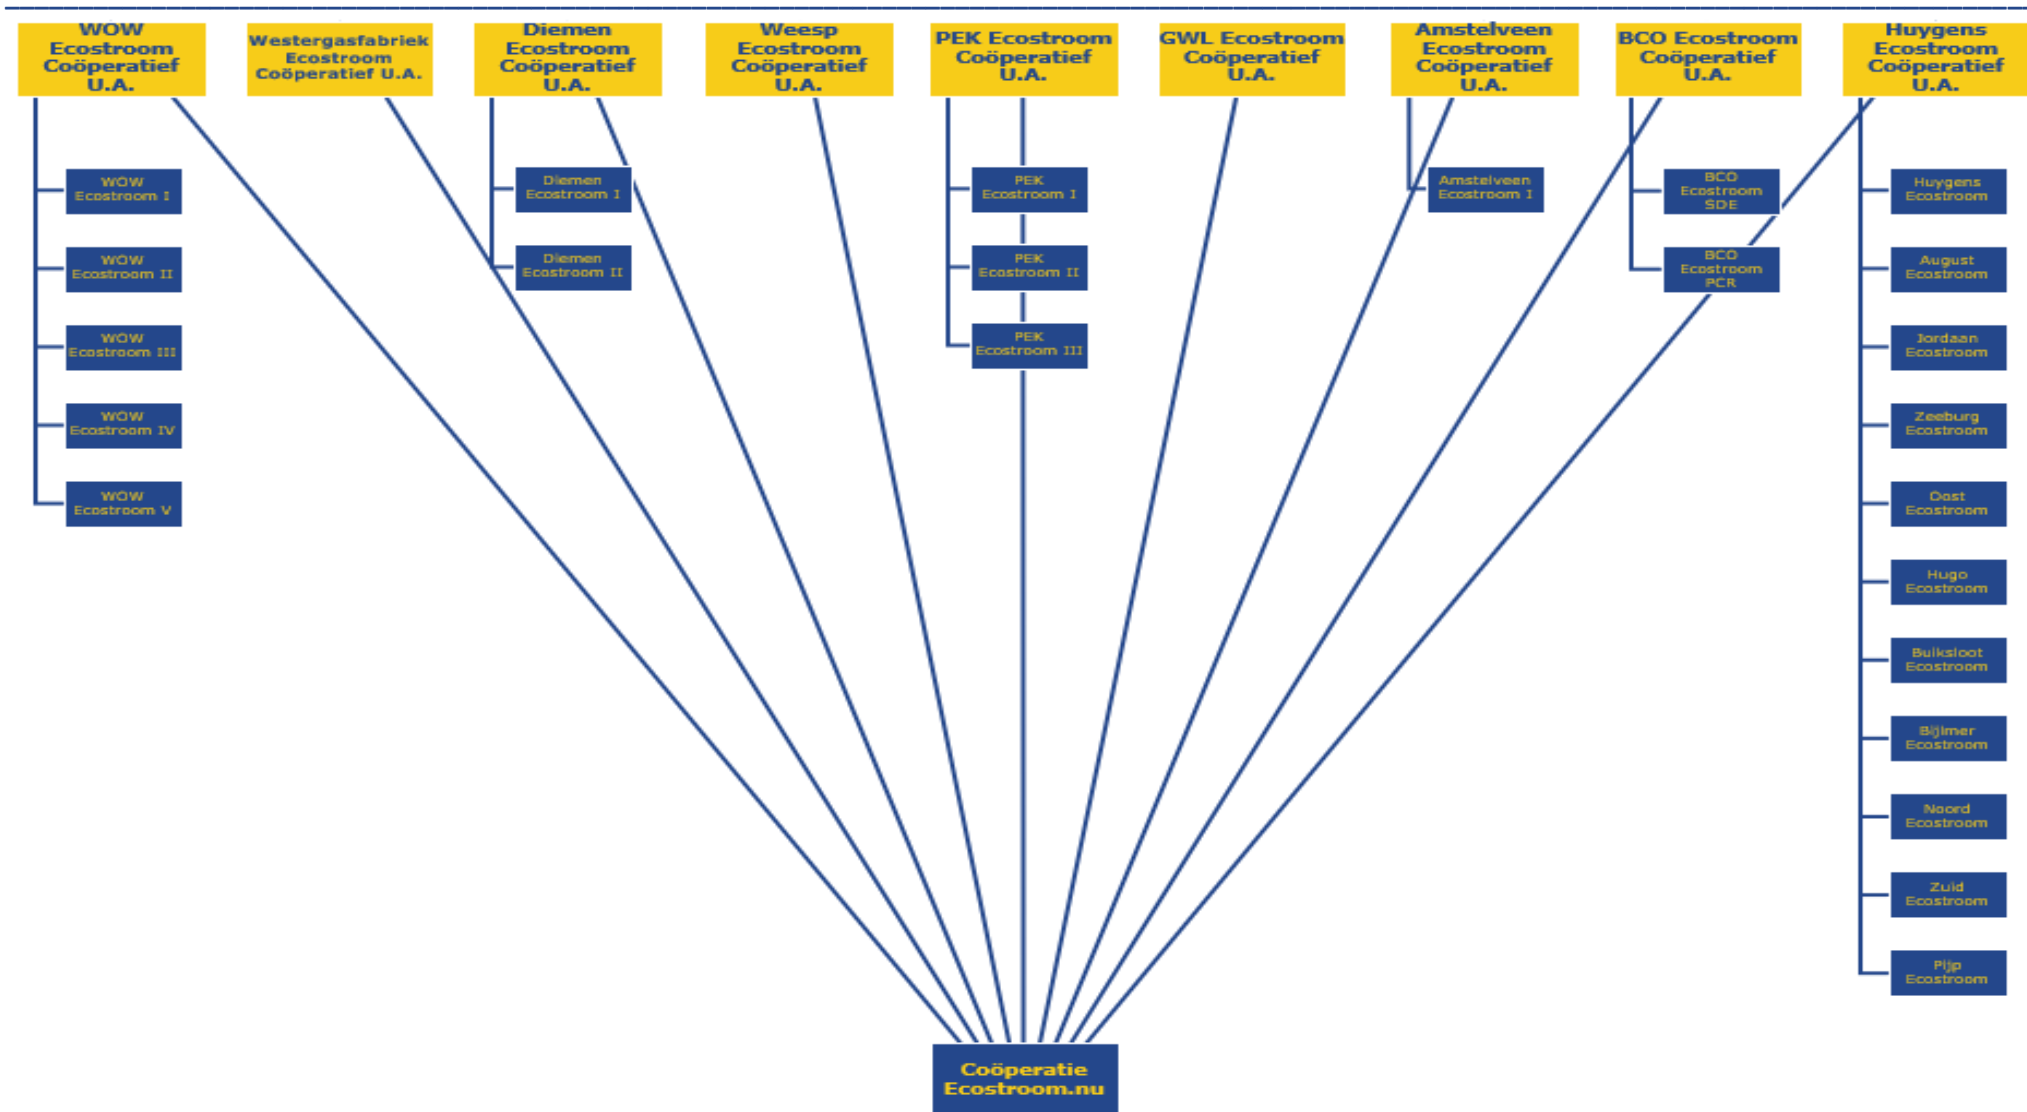 WOW
Ecostroom
Coöperatief
U.A.
Westergasfabriek
Ecostroom
Coöperatief U.A.
Diemen
Ecostroom
Coöperatief
U.A.
Weesp
Ecostroom
Coöperatief
U.A.
PEK Ecostroom
Coöperatief
U.A.
GWL Ecostroom
Coöperatief
U.A.
Amstelveen
Ecostroom
Coöperatief
U.A.
BCO Ecostroom
Coöperatief
U.A.
Huygens
Ecostroom
Coöperatief
U.A.
WOW
Ecostroom I
WOW
Ecostroom II
WOW
Ecostroom III
WOW
Ecostroom IV
WOW
Ecostroom V
Diemen
Ecostroom I
Diemen
Ecostroom II
PEK
Ecostroom I
PEK
Ecostroom II
PEK
Ecostroom III
Amstelveen
Ecostroom I
BCO
Ecostroom
SDE
BCO
Ecostroom
PCR
Huygens
Ecostroom
August
Ecostroom
Jordaan
Ecostroom
Zeeburg
Ecostroom
Oost
Ecostroom
Hugo
Ecostroom
Buiksloot
Ecostroom
Bijlmer
Ecostroom
Noord
Ecostroom
Zuid
Ecostroom
Pijp
Ecostroom
Coöperatie
Ecostroom.nu